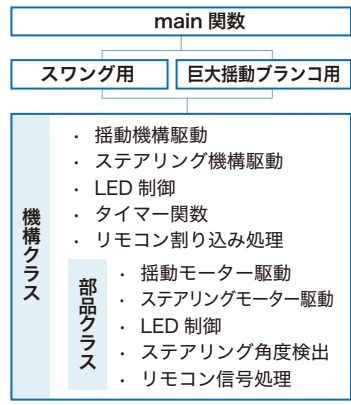 main 関数
スワング用
巨大揺動ブランコ用
機構クラス
・ 揺動機構駆動
・ ステアリング機構駆動
・ LED 制御
・ タイマー関数
・ リモコン割り込み処理
部品クラス
・ 揺動モーター駆動
・ ステアリングモーター駆動
・ LED 制御
・ ステアリング角度検出
・ リモコン信号処理